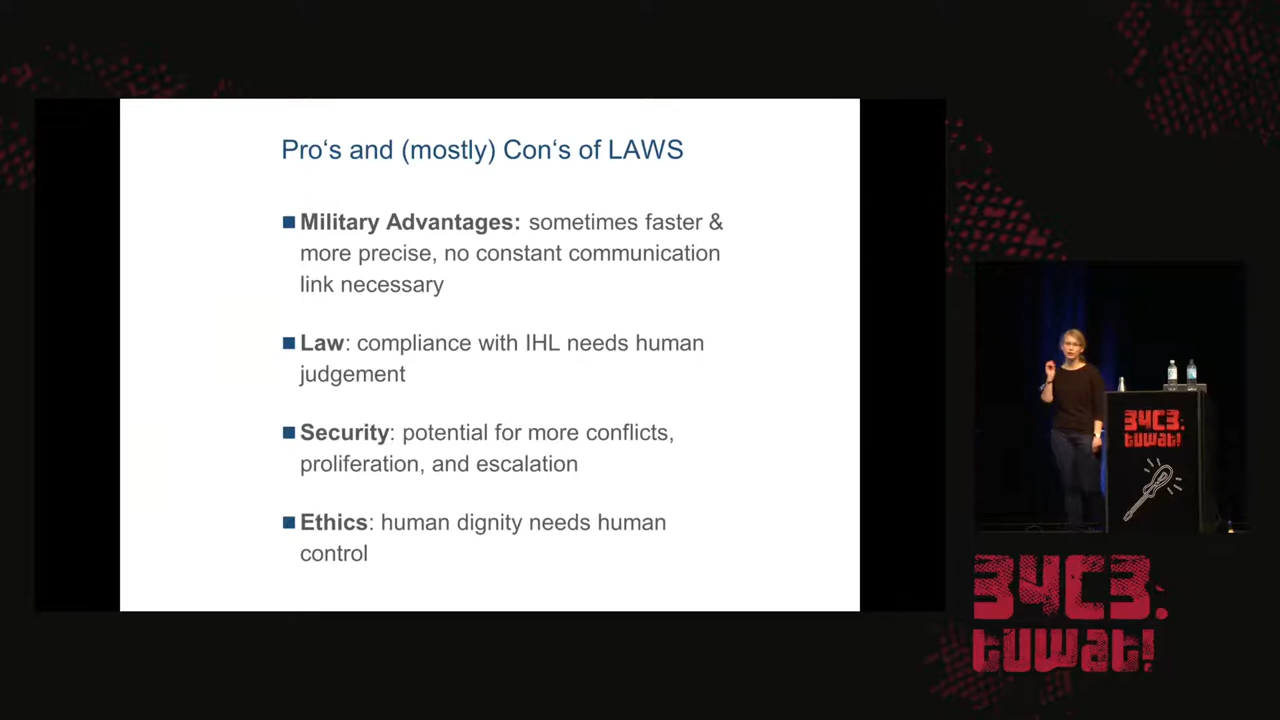 Pro‘s and (mostly) Con‘s of LAWS
Military Advantages: sometimes faster &
more precise, no constant communication
link necessary
Law: compliance with IHL needs human
judgement
Security: potential for more conflicts,
proliferation, and escalation
Ethics: human dignity needs human
control
34C3.
tuwat!
34C3.
tuwat!